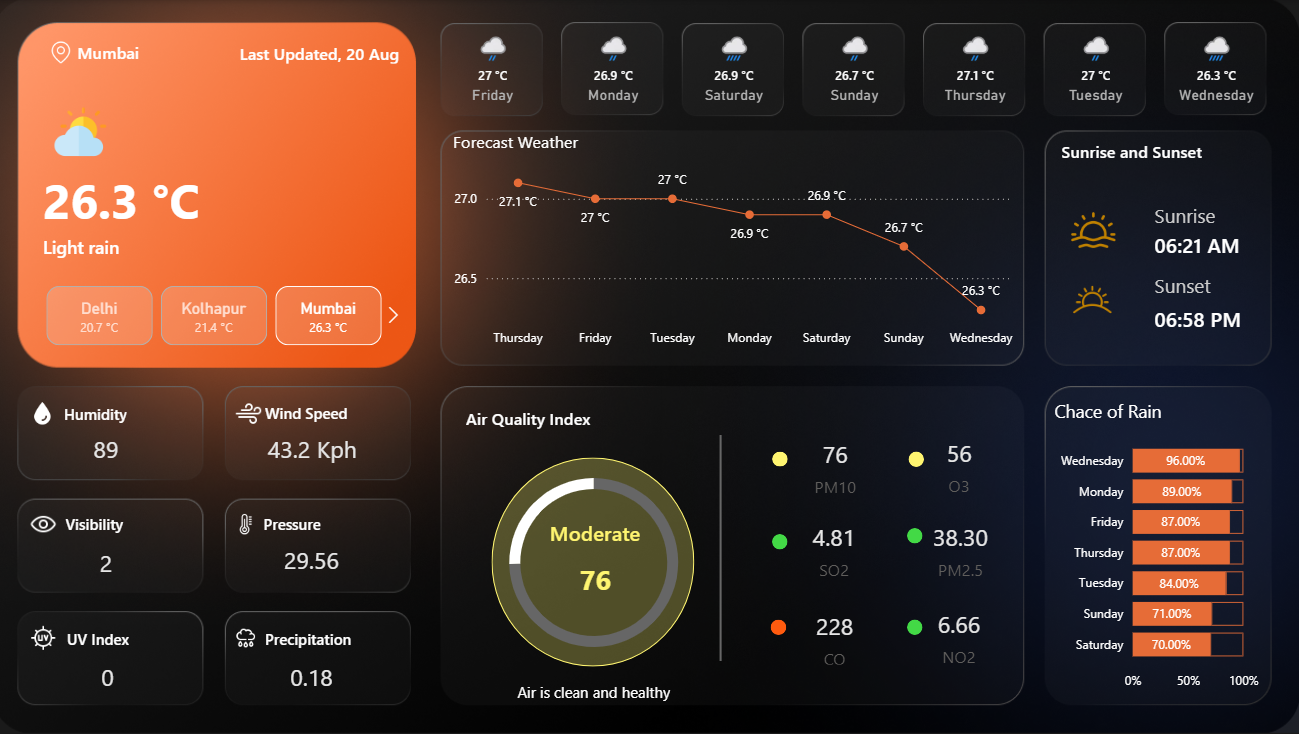 Mumbai
Last Updated, 20 Aug
26.3 °C
Light rain
Delhi
20.7 °C
Kolhapur
21.4 °C
Mumbai
26.3 °C
27 °C
Friday
26.9 °C
Monday
26.9 °C
Saturday
26.7 °C
Sunday
27.1 °C
Thursday
27 °C
Tuesday
26.3 °C
Wednesday
Forecast Weather
27.0
26.5
27.1 °C
27 °C
27 °C
26.9 °C
26.9 °C
26.7 °C
26.3 °C
Thursday
Friday
Tuesday
Monday
Saturday
Sunday
Wednesday
Sunrise and Sunset
Sunrise
06:21 AM
Sunset
06:58 PM
Humidity
89
Wind Speed
43.2 Kph
Visibility
2
Pressure
29.56
UV
UV Index
0
Precipitation
0.18
Air Quality Index
Moderate
76
Air is clean and healthy
76
PM10
56
O3
4.81
SO2
38.30
PM2.5
228
CO
6.66
NO2
Chace of Rain
Wednesday 96.00%
Monday 89.00%
Friday 87.00%
Thursday 87.00%
Tuesday 84.00%
Sunday 71.00%
Saturday 70.00%
0% 50% 100%